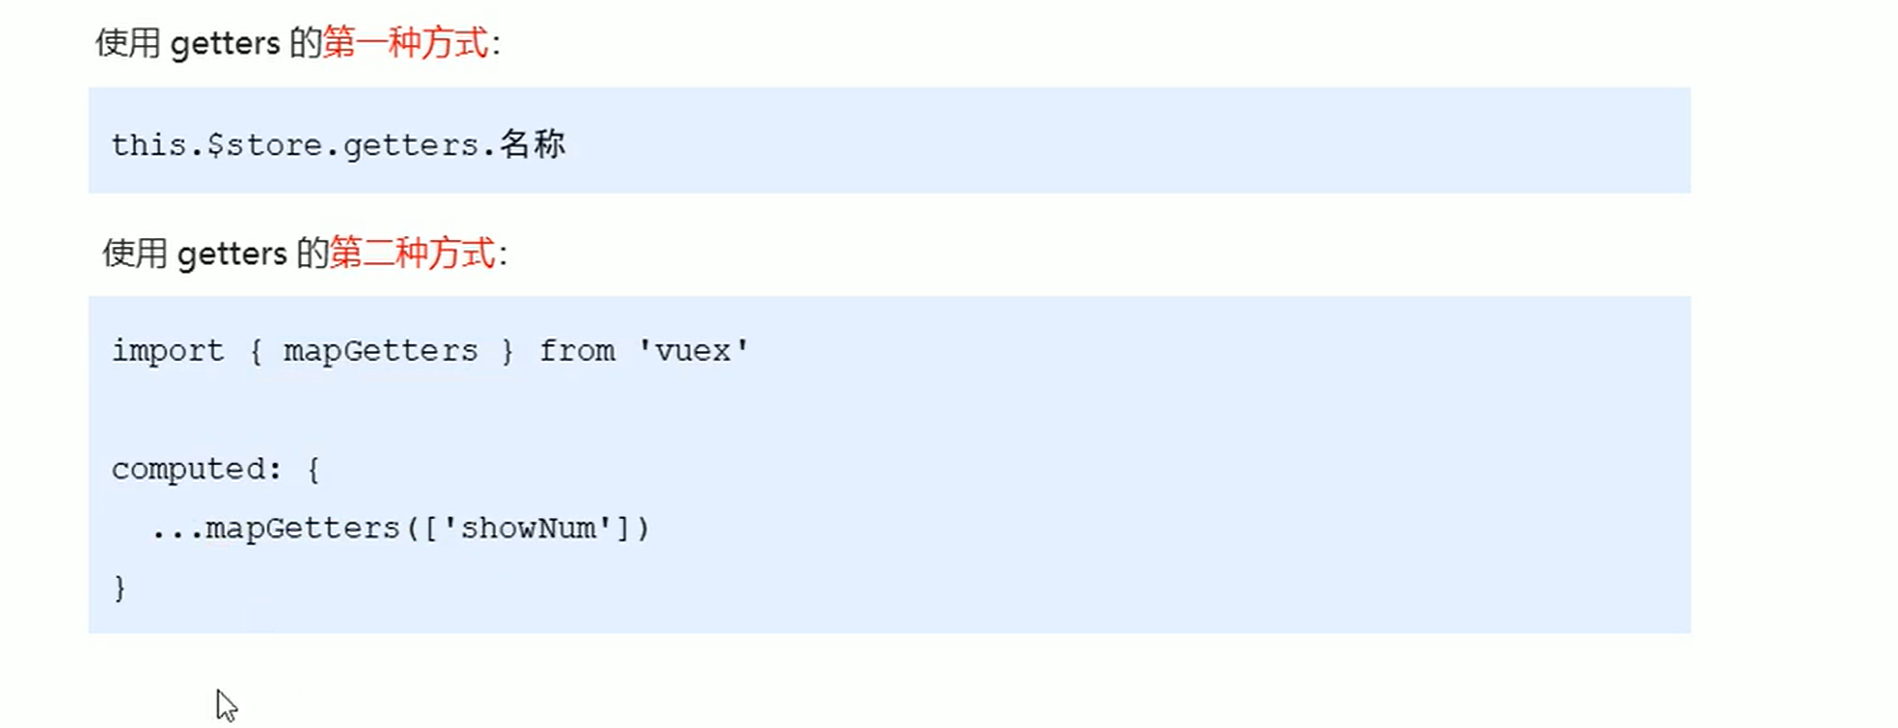 使用 getters 的第一种方式：
this.$store.getters.名称
使用 getters 的第二种方式：
import { mapGetters } from 'vuex'
computed: {
...mapGetters(['showNum'])
}